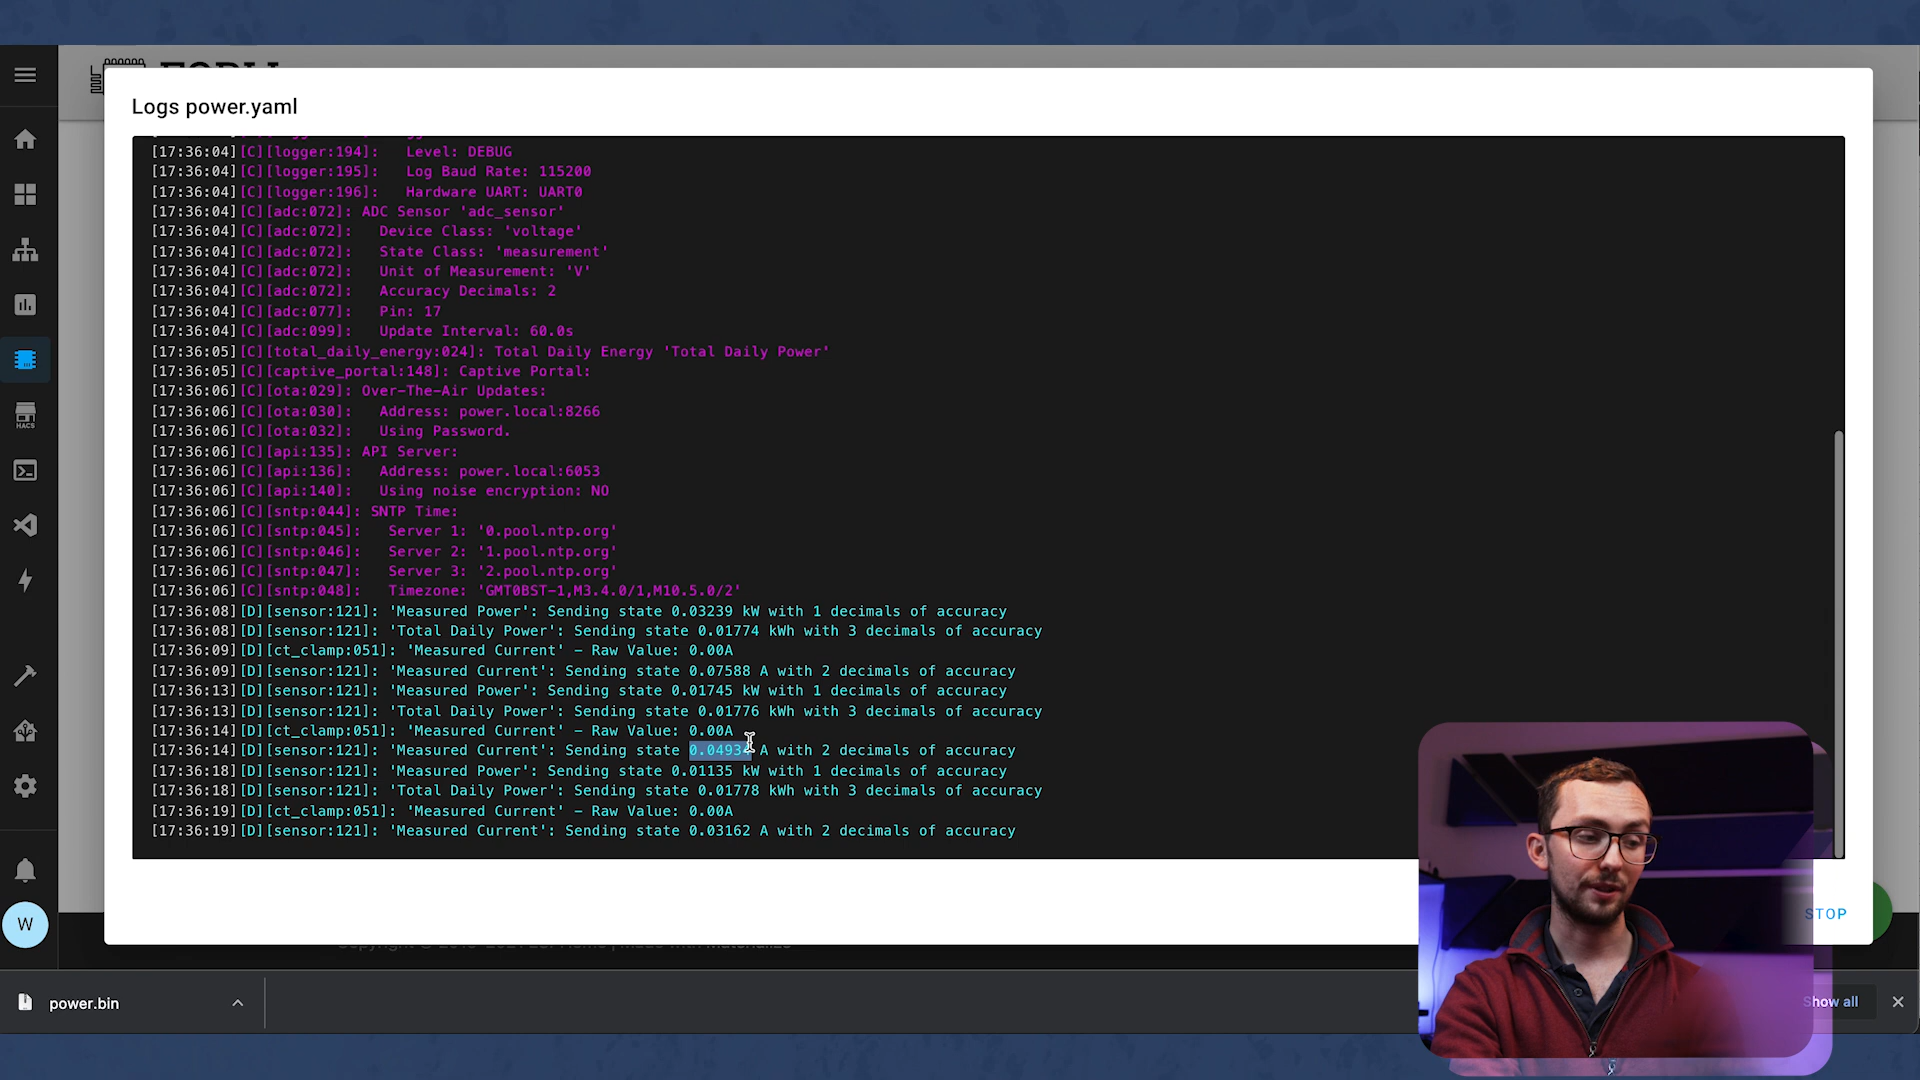 Logs power.yaml
[17:36:04][C][logger:194]: Level: DEBUG
[17:36:04][C][logger:195]: Log Baud Rate: 115200
[17:36:04][C][logger:196]: Hardware UART: UART0
[17:36:04][C][adc:072]: ADC Sensor 'adc_sensor'
[17:36:04][C][adc:072]: Device Class: 'voltage'
[17:36:04][C][adc:072]: State Class: 'measurement'
[17:36:04][C][adc:072]: Unit of Measurement: 'V'
[17:36:04][C][adc:072]: Accuracy Decimals: 2
[17:36:04][C][adc:077]: Pin: 17
[17:36:04][C][adc:099]: Update Interval: 60.0s
[17:36:05][C][total_daily_energy:024]: Total Daily Energy 'Total Daily Power'
[17:36:05][C][captive_portal:148]: Captive Portal:
[17:36:06][C][ota:029]: Over-The-Air Updates:
[17:36:06][C][ota:030]: Address: power.local:8266
[17:36:06][C][ota:032]: Using Password.
[17:36:06][C][api:135]: API Server:
[17:36:06][C][api:136]: Address: power.local:6053
[17:36:06][C][api:140]: Using noise encryption: NO
[17:36:06][C][sntp:044]: SNTP Time:
[17:36:06][C][sntp:045]: Server 1: '0.pool.ntp.org'
[17:36:06][C][sntp:046]: Server 2: '1.pool.ntp.org'
[17:36:06][C][sntp:047]: Server 3: '2.pool.ntp.org'
[17:36:06][C][sntp:048]: Timezone: 'GMT0BST-1,M3.4.0/1,M10.5.0/2'
[17:36:08][D][sensor:121]: 'Measured Power': Sending state 0.03239 kW with 1 decimals of accuracy
[17:36:08][D][sensor:121]: 'Total Daily Power': Sending state 0.01774 kWh with 3 decimals of accuracy
[17:36:09][D][ct_clamp:051]: 'Measured Current' - Raw Value: 0.00A
[17:36:09][D][sensor:121]: 'Measured Current': Sending state 0.07588 A with 2 decimals of accuracy
[17:36:13][D][sensor:121]: 'Measured Power': Sending state 0.01745 kW with 1 decimals of accuracy
[17:36:13][D][sensor:121]: 'Total Daily Power': Sending state 0.01776 kWh with 3 decimals of accuracy
[17:36:14][D][ct_clamp:051]: 'Measured Current' - Raw Value: 0.00A
[17:36:14][D][sensor:121]: 'Measured Current': Sending state 0.04934 A with 2 decimals of accuracy
[17:36:18][D][sensor:121]: 'Measured Power': Sending state 0.01135 kW with 1 decimals of accuracy
[17:36:18][D][sensor:121]: 'Total Daily Power': Sending state 0.01778 kWh with 3 decimals of accuracy
[17:36:19][D][ct_clamp:051]: 'Measured Current' - Raw Value: 0.00A
[17:36:19][D][sensor:121]: 'Measured Current': Sending state 0.03162 A with 2 decimals of accuracy
HACS
W
STOP
power.bin
Show all